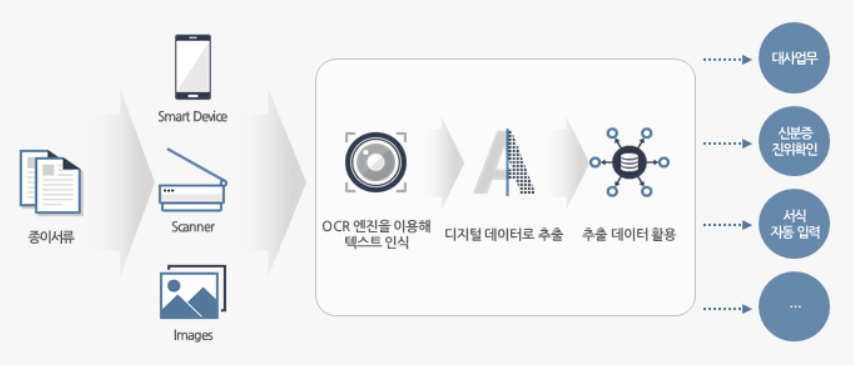 종이서류
Smart Device
Scanner
Images
OCR 엔진을 이용해
텍스트 인식
디지털 데이터로 추출
추출 데이터 활용
대사업무
신분증
진위확인
서식
자동 입력
...